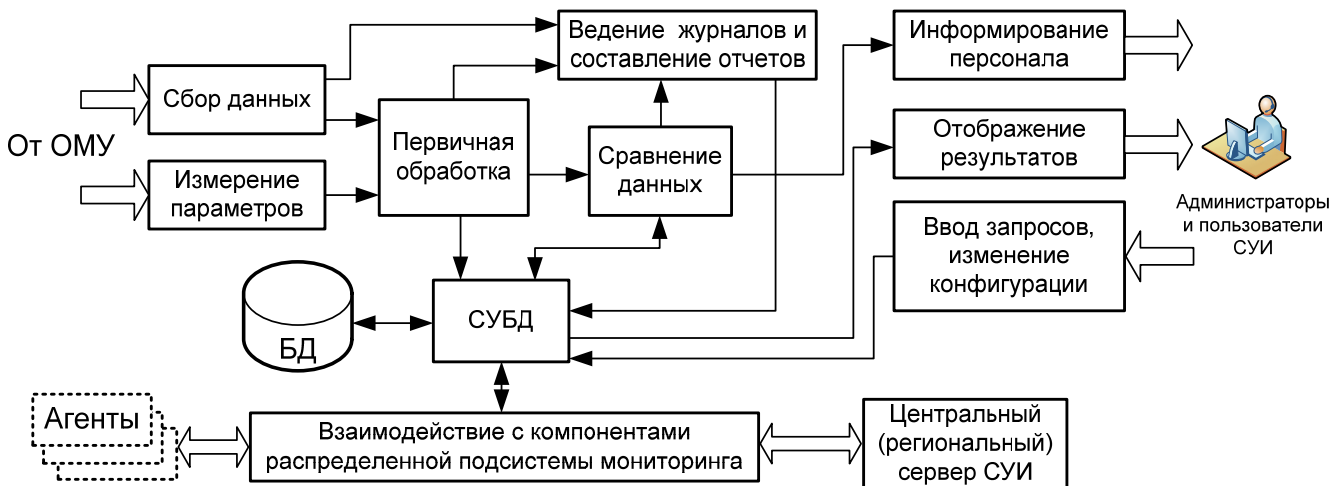 Ведение журналов и
составление отчетов
Информирование
персонала
Сбор данных
От ОМУ
Первичная
обработка
Сравнение
данных
Отображение
результатов
Измерение
параметров
Администраторы
и пользователи
СУИ
Ввод запросов,
изменение
конфигурации
СУБД
БД
Агенты
Взаимодействие с компонентами
распределенной подсистемы мониторинга
Центральный
(региональный)
сервер СУИ